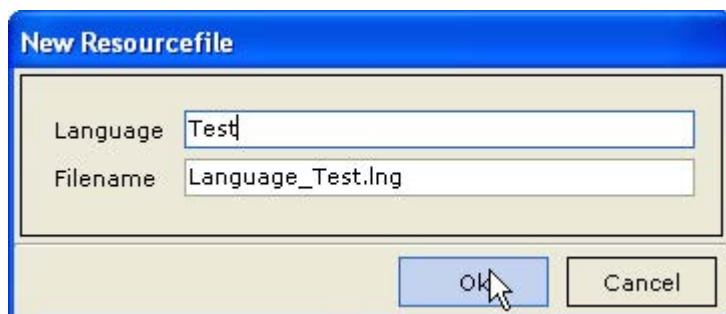 New Resourcefile
Language Test
Filename Language_Test.lng
Ok Cancel